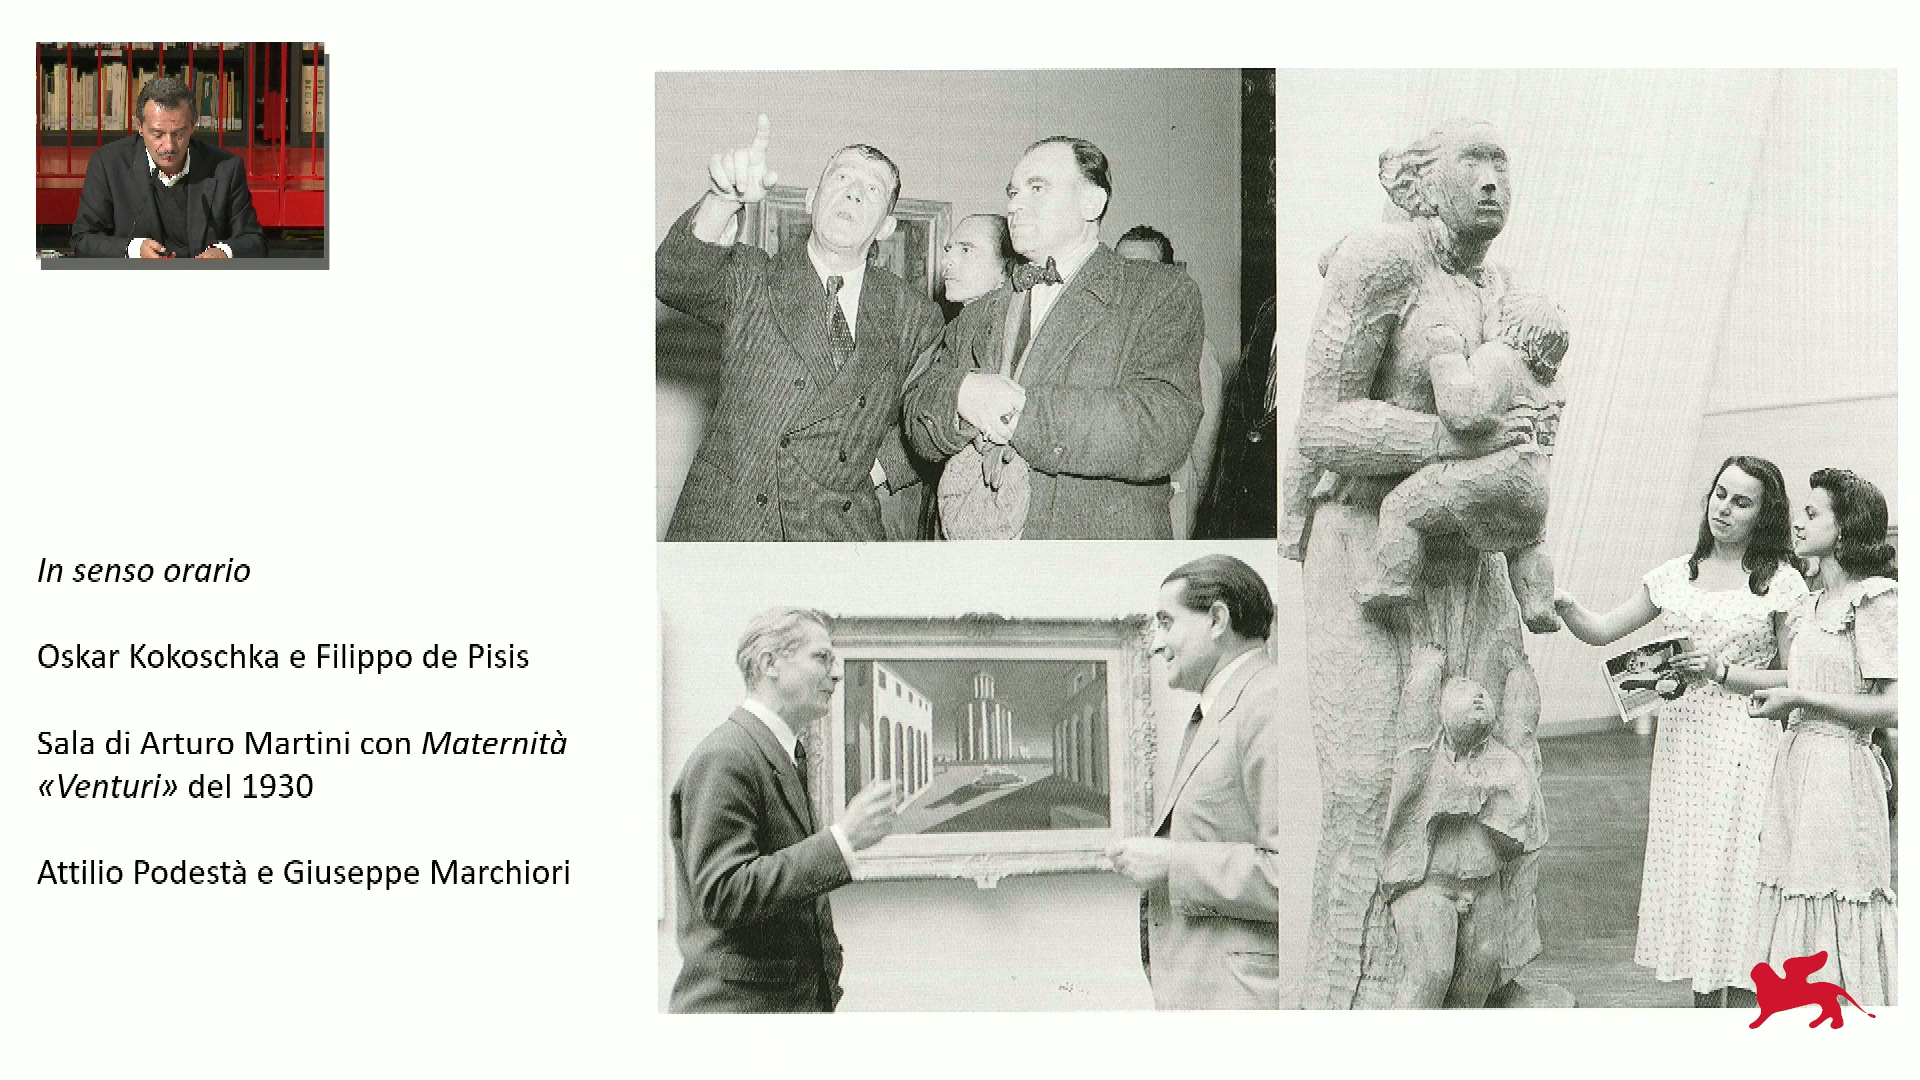 In senso orario
Oskar Kokoschka e Filippo de Pisis
Sala di Arturo Martini con Maternità
«Venturi» del 1930
Attilio Podestà e Giuseppe Marchiori